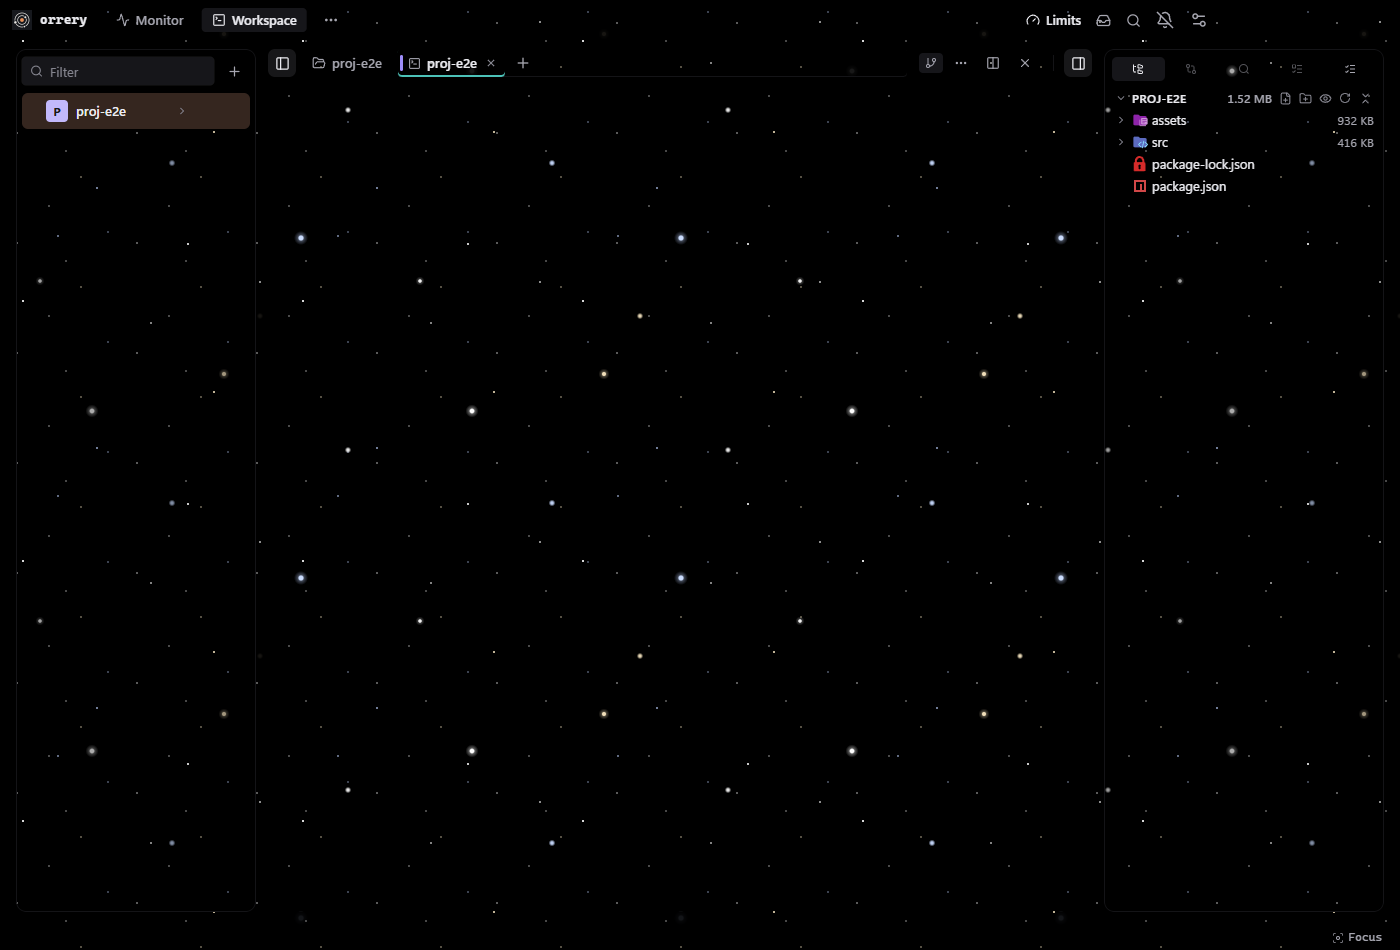 orrery
Monitor
Workspace
Limits
Filter
proj-e2e
proj-e2e
P proj-e2e
PROJ-E2E 1.52 MB
assets 932 KB
src 416 KB
package-lock.json
package.json
Focus